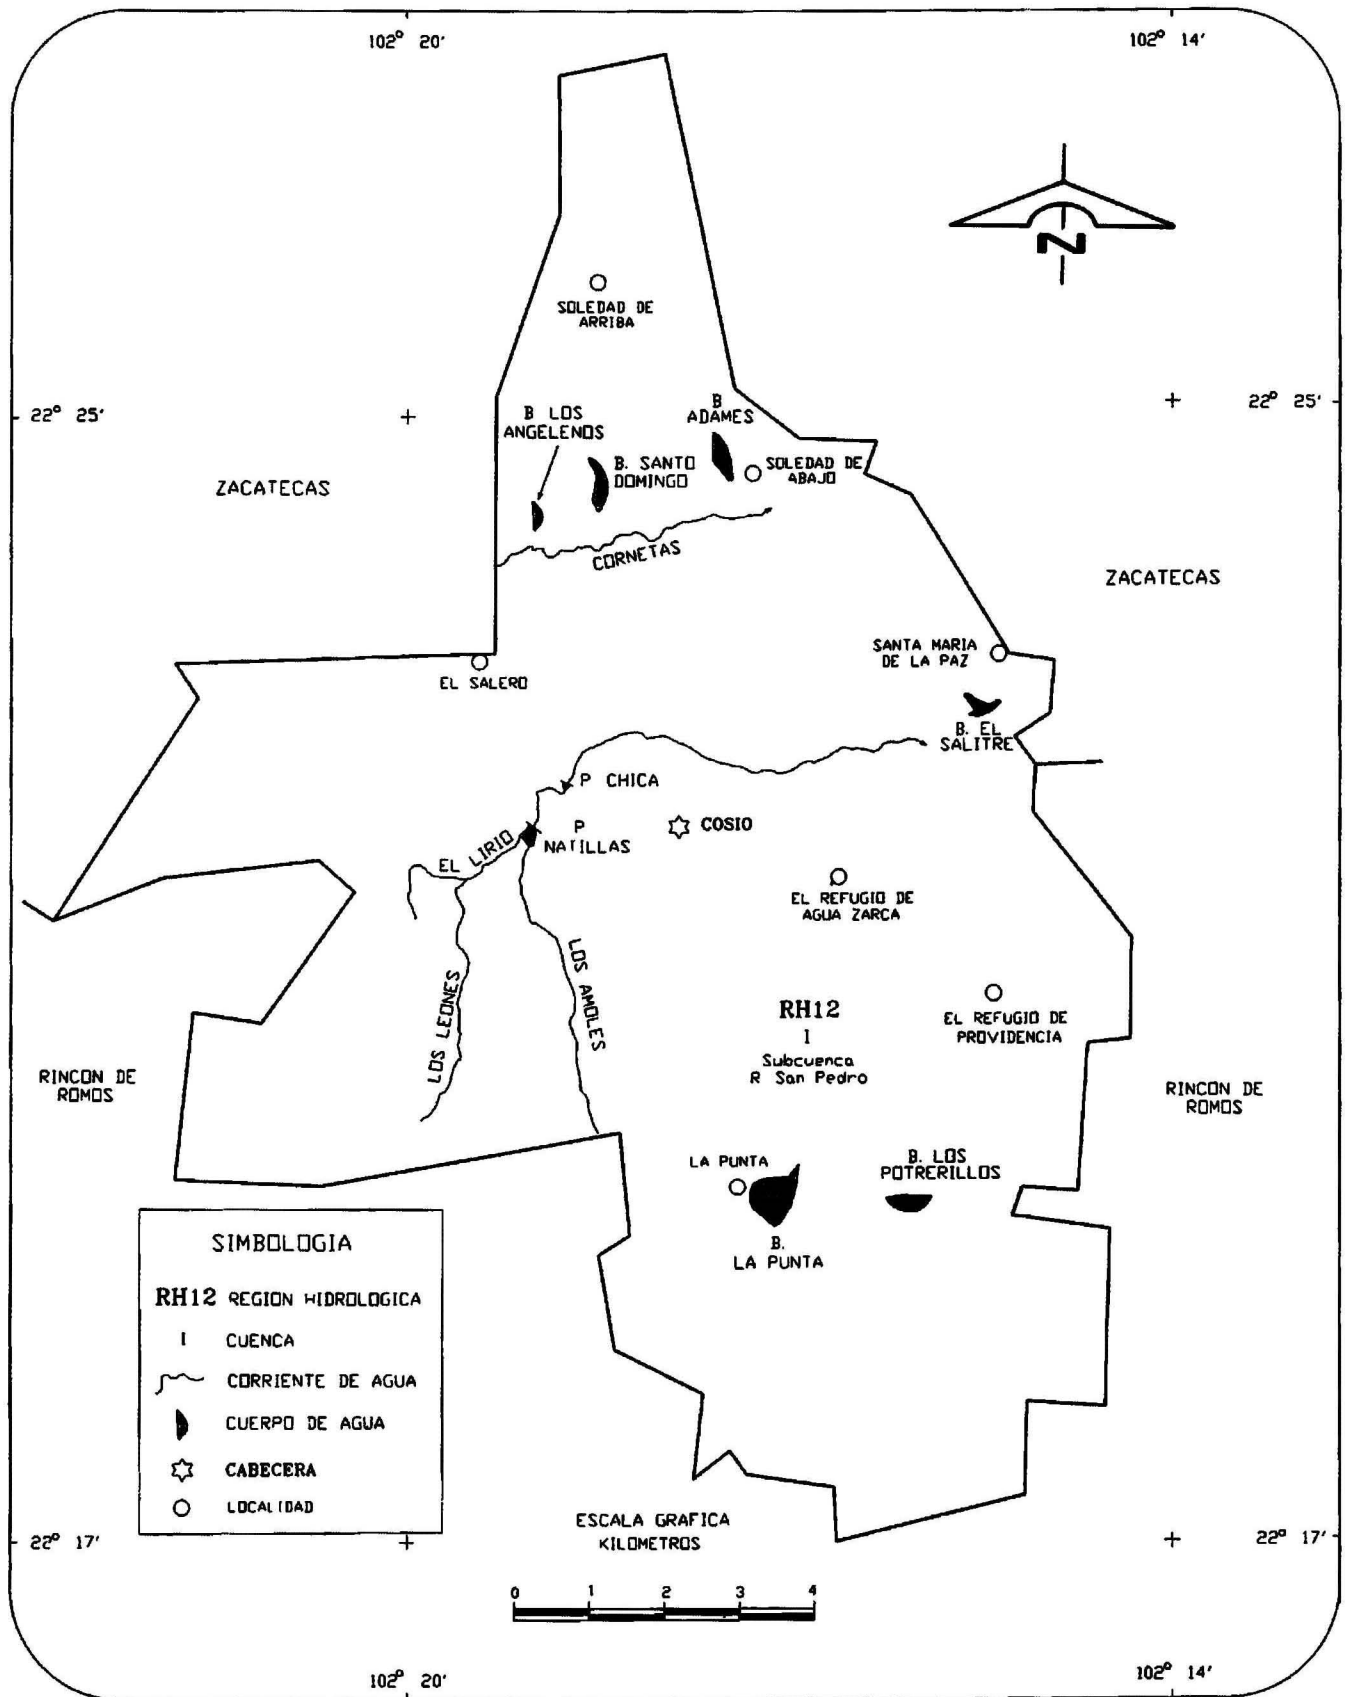 102° 20'
102° 14'
N
SOLEDAD DE
ARRIBA
22° 25'
22° 25'
B LOS
ANGELENOS
B
ADAMES
B. SANTO
DOMINGO
SOLEDAD DE
ABAJO
ZACATECAS
CORNETAS
ZACATECAS
SANTA MARIA
DE LA PAZ
EL SALERO
B. EL
SALITRE
P CHICA
P
NATILLAS
COSIO
EL LIRIO
EL REFUGIO DE
AGUA ZARCA
LOS LEONES
LOS AMOLES
RH12
I
Subcuenca
R San Pedro
EL REFUGIO DE
PROVIDENCIA
RINCON DE
ROMOS
RINCON DE
ROMOS
LA PUNTA
B. LOS
POTRERILLOS
B.
LA PUNTA
SIMBOLOGIA
RH12 REGION HIDROLOGICA
I CUENCA
CORRIENTE DE AGUA
CUERPO DE AGUA
CABECERA
LOCALIDAD
ESCALA GRAFICA
KILOMETROS
0 1 2 3 4
22° 17'
22° 17'
102° 20'
102° 14'